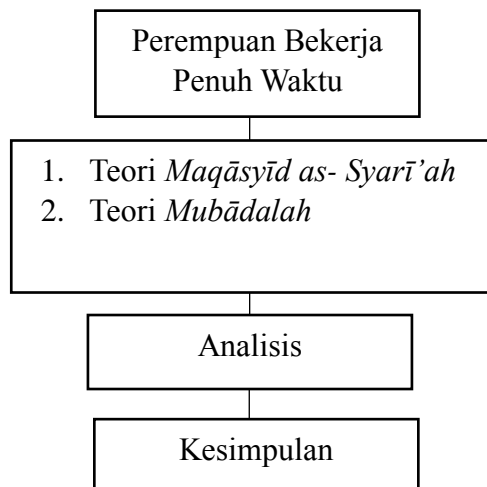 Perempuan Bekerja
Penuh Waktu
1. Teori Maqāsyīd as- Syarī’ah
2. Teori Mubādalah
Analisis
Kesimpulan